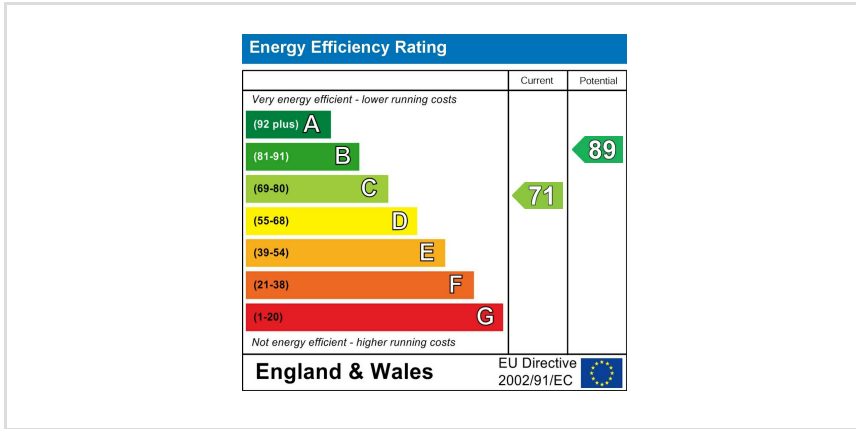 Energy Efficiency Rating
Current Potential
Very energy efficient - lower running costs
(92 plus) A
(81-91) B
89
(69-80) C
71
(55-68) D
(39-54) E
(21-38) F
(1-20) G
Not energy efficient - higher running costs
England & Wales
EU Directive
2002/91/EC